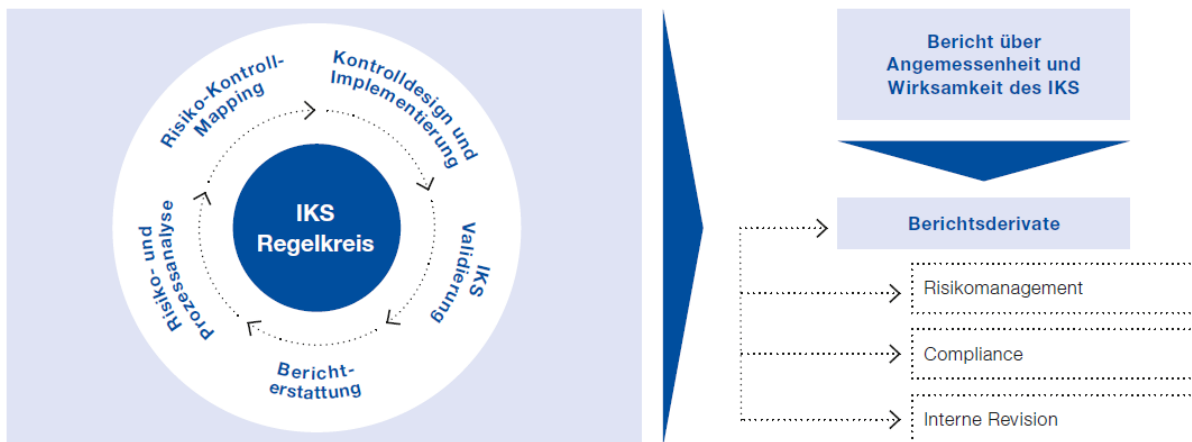 Risiko-Kontroll-
Mapping
Kontrolldesign und
Implementierung
IKS
Validierung
Bericht-
erstattung
Risiko- und
Prozessanalyse
IKS
Regelkreis
Bericht über
Angemessenheit und
Wirksamkeit des IKS
Berichtsderivate
Risikomanagement
Compliance
Interne Revision